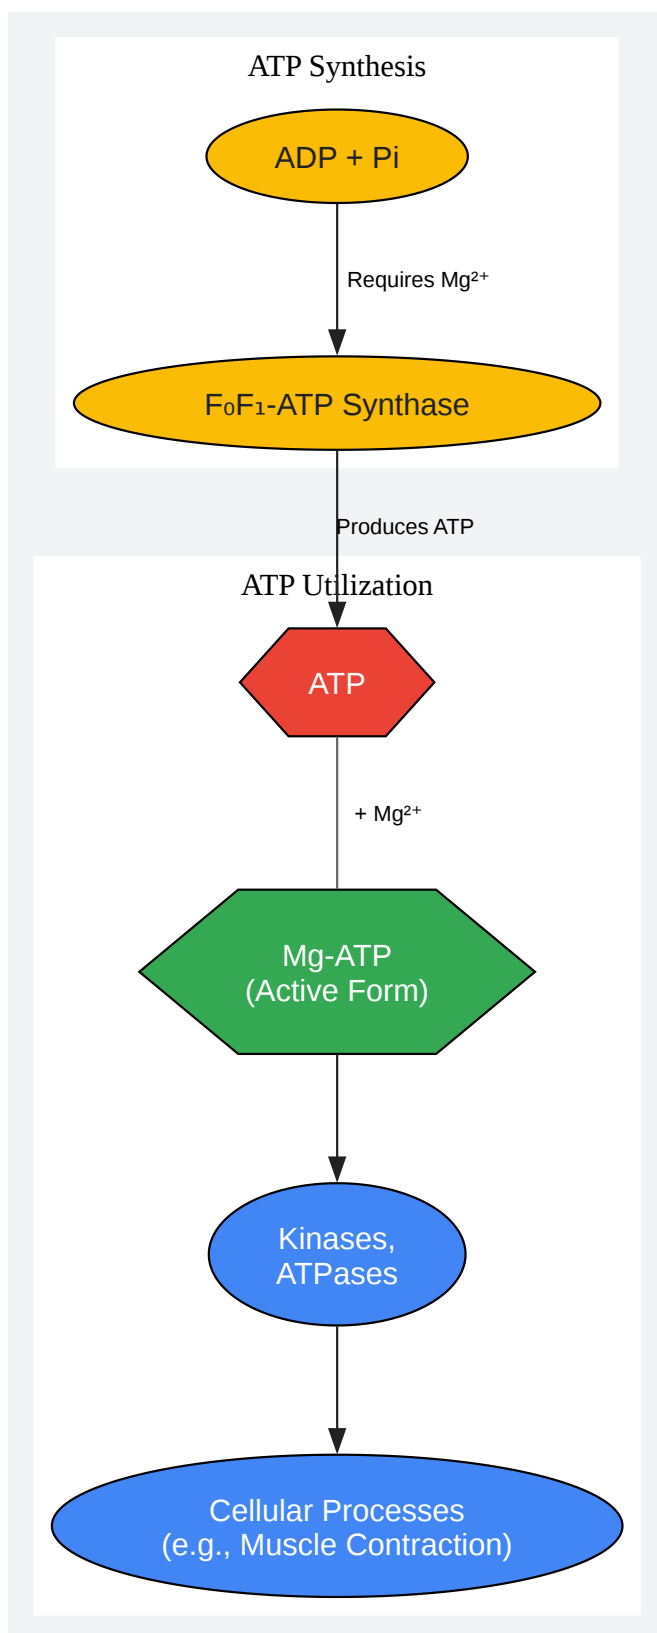 ATP Synthesis
ADP + Pi
Requires Mg²⁺
F₀F₁-ATP Synthase
Produces ATP
ATP Utilization
ATP
+ Mg²⁺
Mg-ATP
(Active Form)
Kinases,
ATPases
Cellular Processes
(e.g., Muscle Contraction)